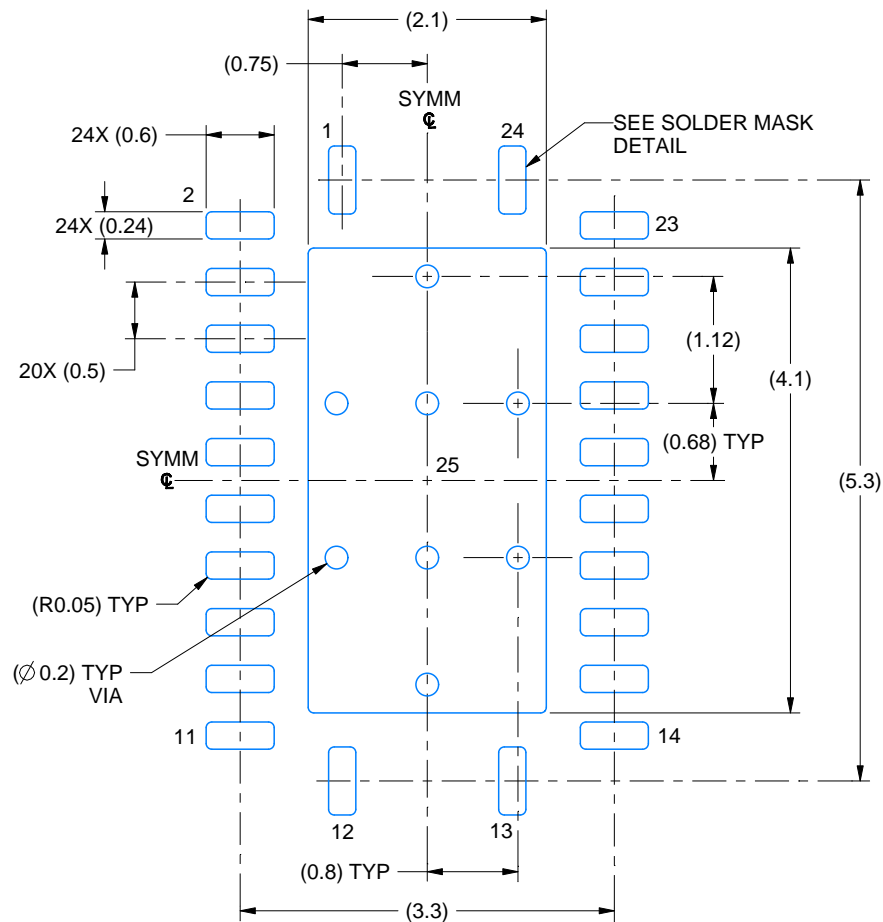 (2.1)
(0.75)
SYMM
℄
1
24
SEE SOLDER MASK
DETAIL
24X (0.6)
2
24X (0.24)
23
20X (0.5)
(1.12)
(4.1)
(0.68) TYP
SYMM
℄
25
(5.3)
(R0.05) TYP
(∅0.2) TYP
VIA
11
14
12
13
(0.8) TYP
(3.3)